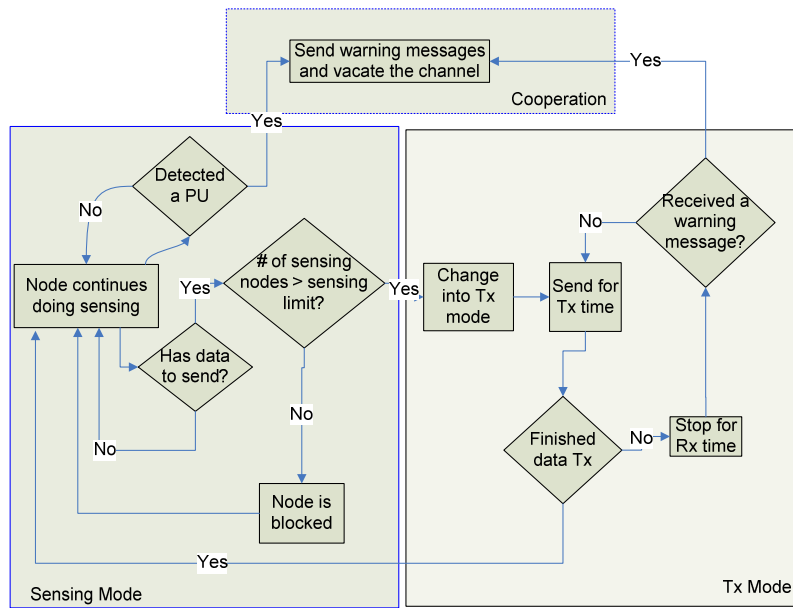 Send warning messages
and vacate the channel
Yes
Cooperation
Yes
Detected
a PU
No
Node continues
doing sensing
Yes
# of sensing
nodes > sensing
limit?
Yes
Has data
to send?
No
No
Node is
blocked
Yes
Sensing Mode
Received a
warning
message?
No
Change
into Tx
mode
Send for
Tx time
Finished
data Tx
No
Stop for
Rx time
Tx Mode